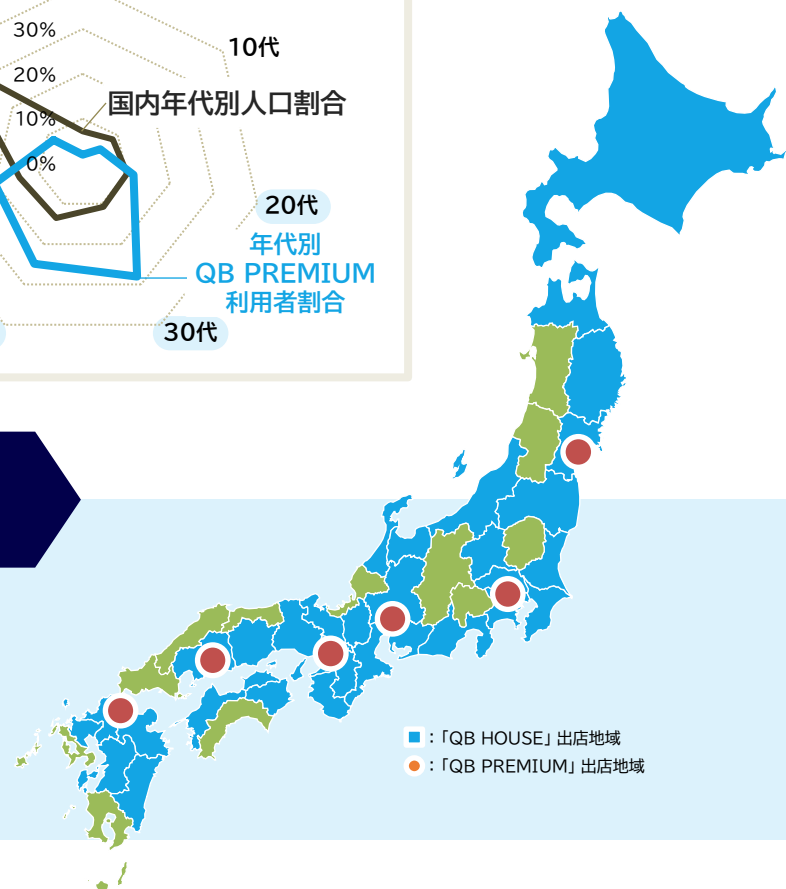 30%
10代
20%
国内年代別人口割合
10%
0%
20代
年代別
QB PREMIUM
利用者割合
30代
：「QB HOUSE」出店地域
：「QB PREMIUM」出店地域